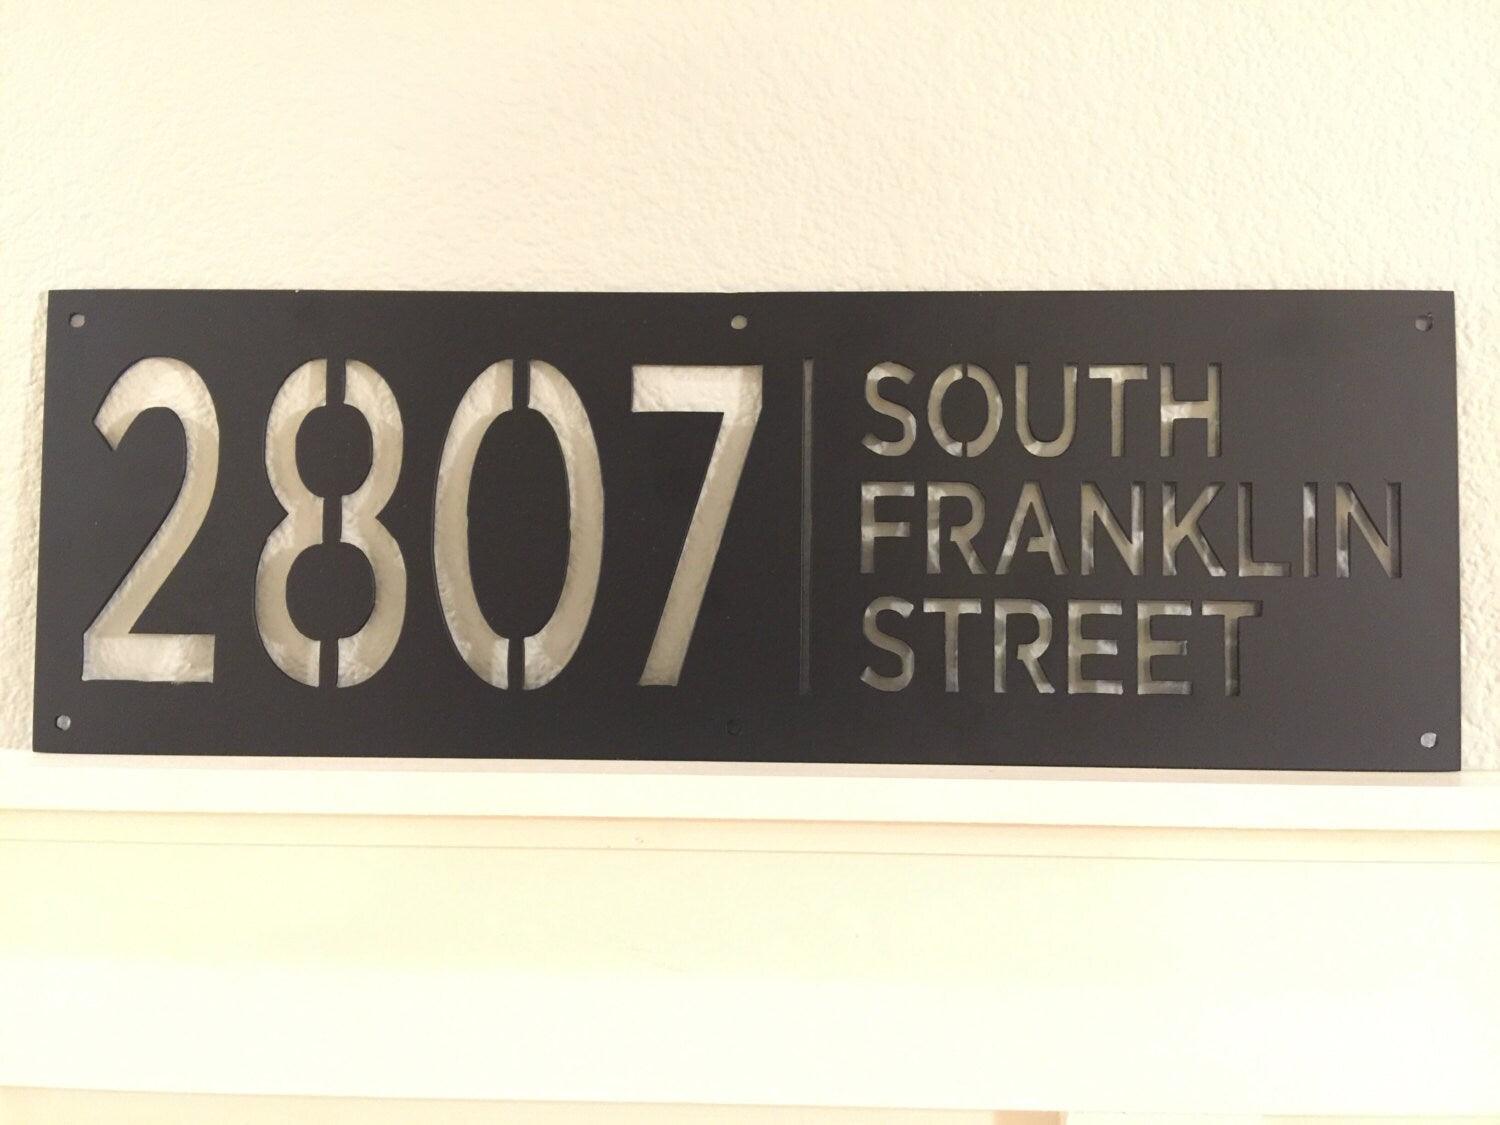 2807
SOUTH
FRANKLIN
STREET